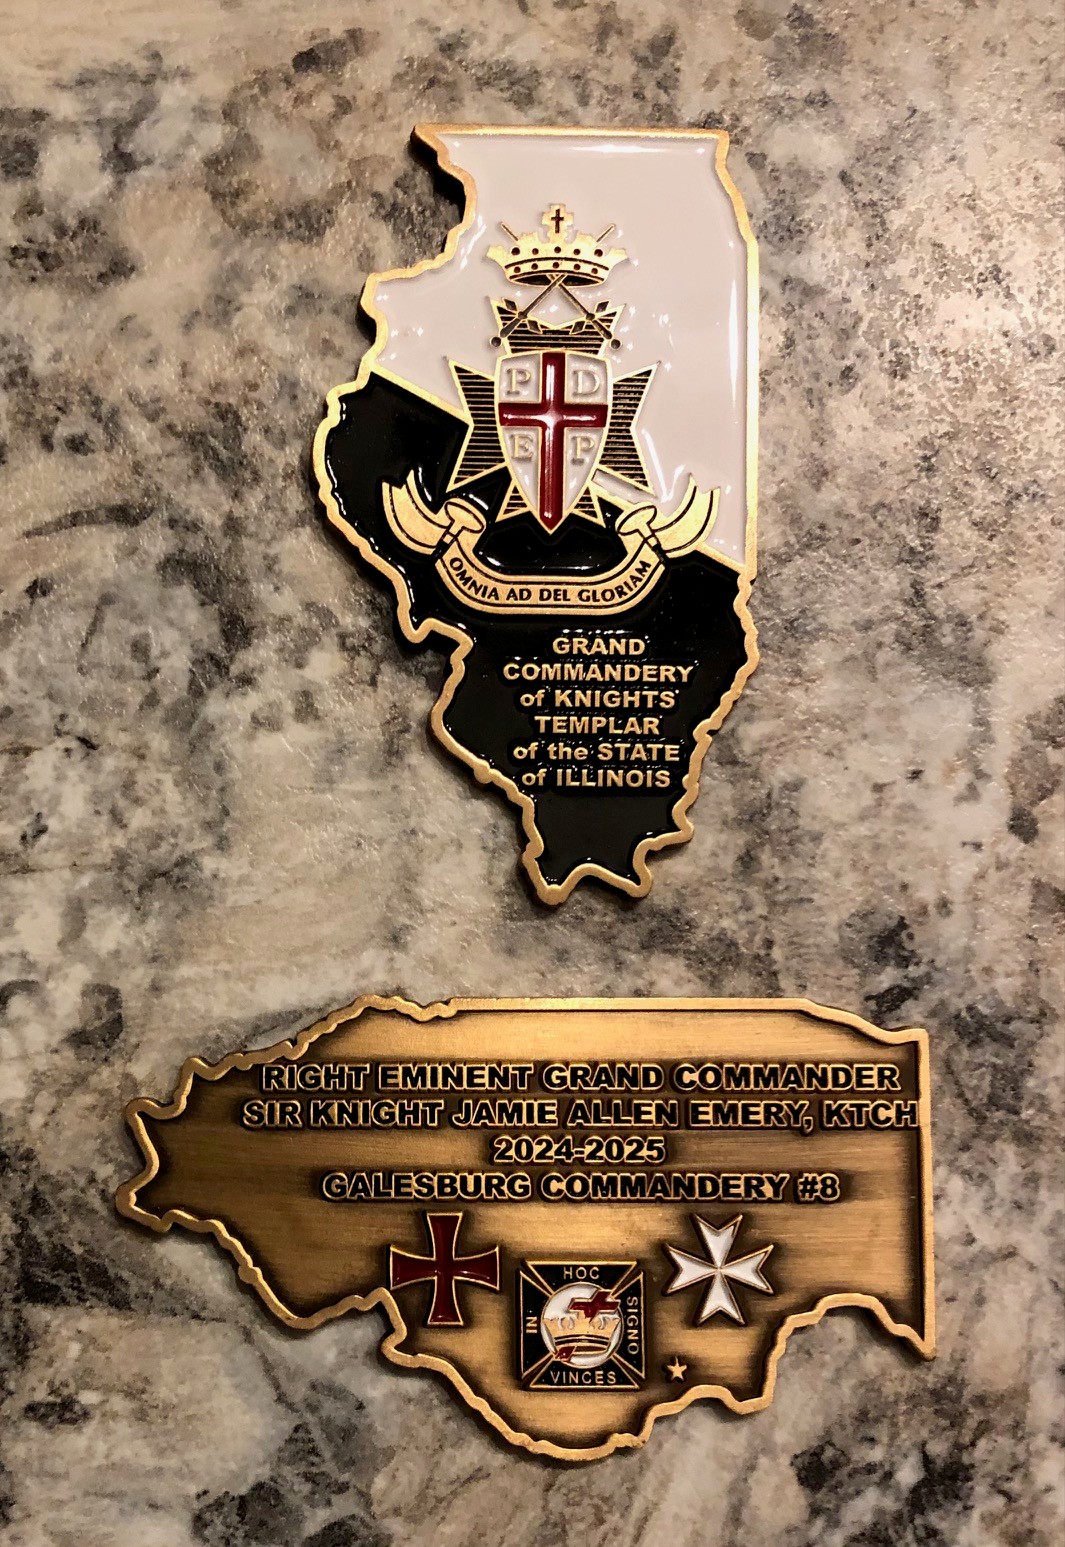 P D
E P
OMNIA AD DEL GLORIAM
GRAND
COMMANDERY
of KNIGHTS
TEMPLAR
of the STATE
of ILLINOIS
RIGHT EMINENT GRAND COMMANDER
SIR KNIGHT JAMIE ALLEN EMERY, KTCH
2024-2025
GALESBURG COMMANDERY #8
IN
HOC
SIGNO
VINCES